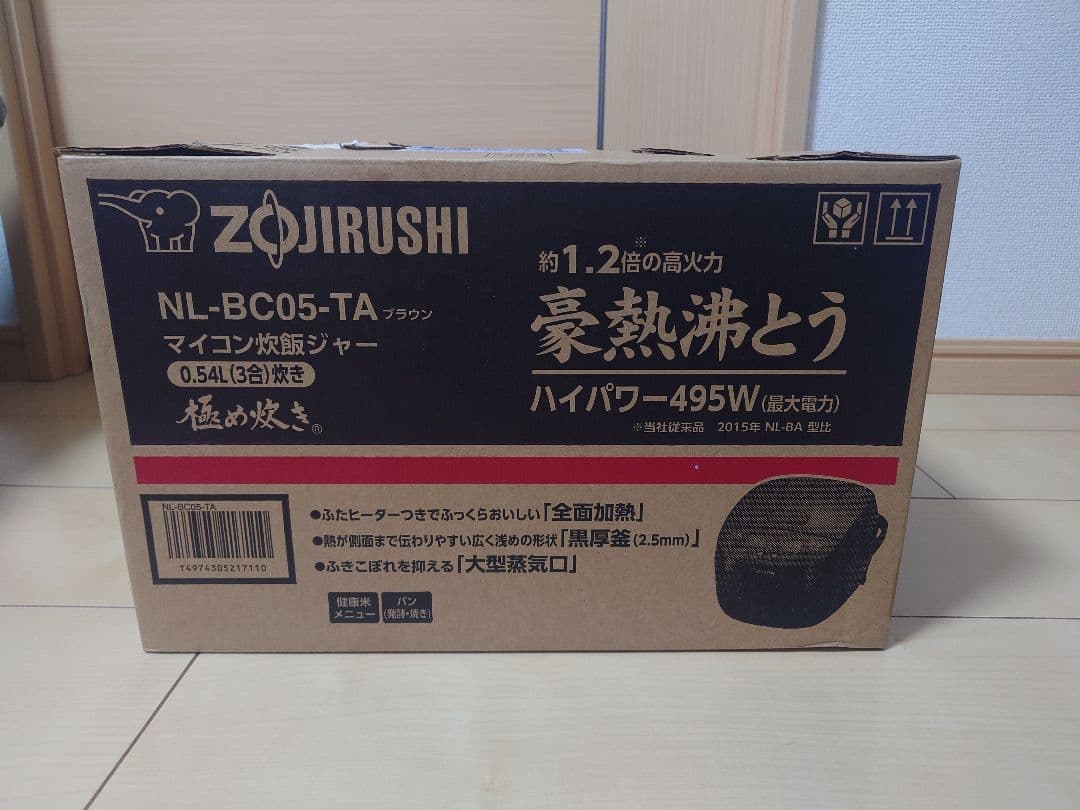 ZOJIRUSHI
NL-BC05-TA ブラウン
マイコン炊飯ジャー
0.54L(3合)炊き
極め炊き®
約1.2倍の高火力※
豪熱沸とう
ハイパワー495W(最大電力)
※当社従来品 2015年 NL-BA 型比
NL-BC05-TA
T4974305217110
●ふたヒーターつきでふっくらおいしい「全面加熱」
●熱が側面まで伝わりやすい広く浅めの形状「黒厚釜(2.5mm)」
●ふきこぼれを抑える「大型蒸気口」
健康米
メニュー
パン
(発酵・焼き)